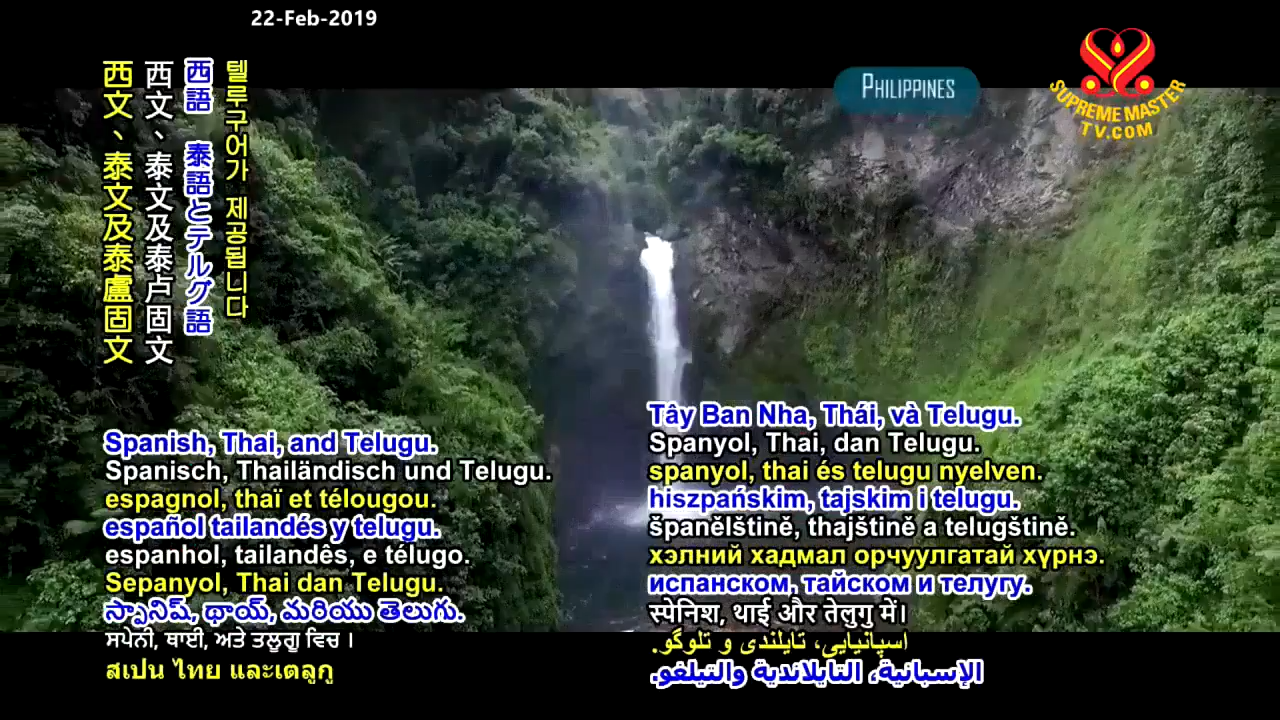 22-Feb-2019
PHILIPPINES
SUPREME MASTER
TV.COM
텔루구어가 제공됩니다
西語 泰語とテルグ語
西文、泰文及泰卢固文
西文、泰文及泰盧固文
Spanish, Thai, and Telugu.
Spanisch, Thailändisch und Telugu.
espagnol, thaï et télougou.
español tailandés y telugu.
espanhol, tailandês, e télugo.
Sepanyol, Thai dan Telugu.
స్పానిష్, థాయ్, మరియు తెలుగు.
ਸਪੇਨੀ, ਥਾਈ, ਅਤੇ ਤਲੂਗੂ ਵਿਚ ।
สเปน ไทย และเตลูกู
Tây Ban Nha, Thái, và Telugu.
Spanyol, Thai, dan Telugu.
spanyol, thai és telugu nyelven.
hiszpańskim, tajskim i telugu.
španělštině, thajštině a telugštině.
хэлний хадмал орчуулгатай хүрнэ.
испанском, тайском и телугу.
स्पेनिश, थाई और तेलुगु में।
اسپانیایی، تایلندی و تلوگو.
الإسبانية، التايلاندية والتيلغو.